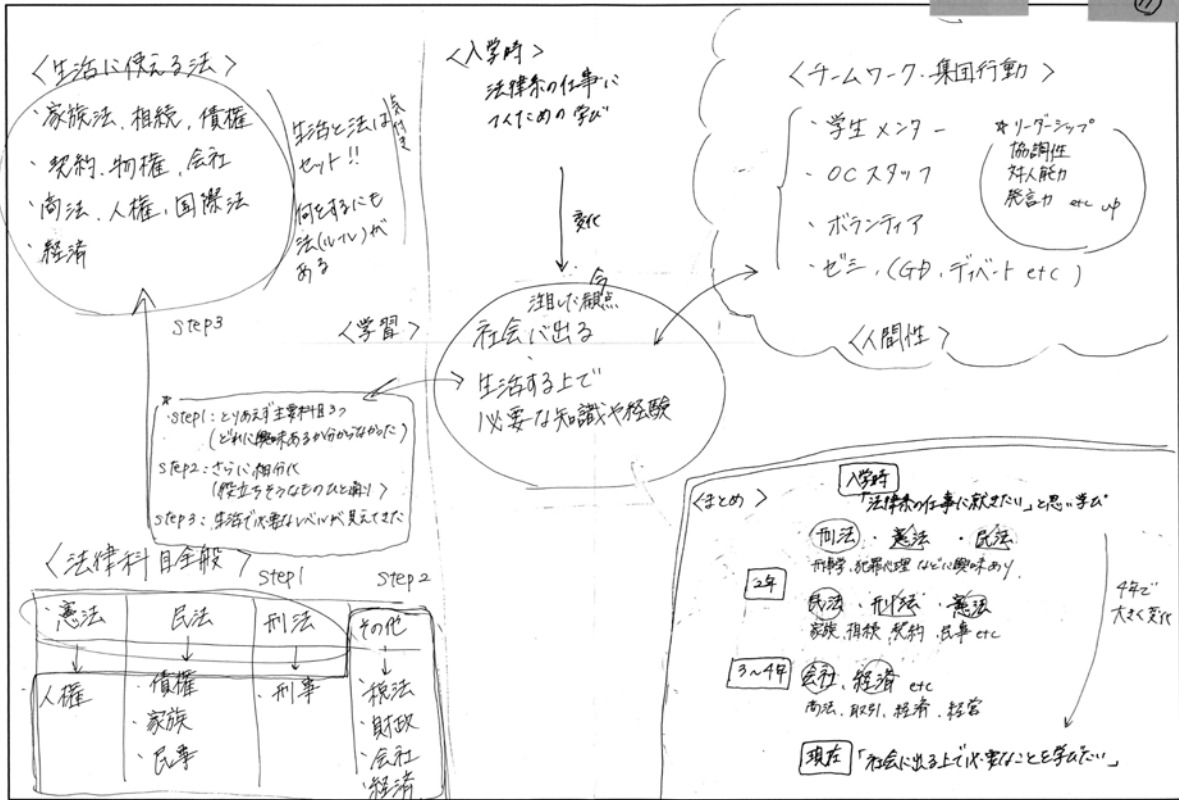 ⑪
〈生活に使える法〉
・家族法、相続、債権
・契約、物権、会社
・商法、人権、国際法
・経済
生活と法は
セット!!
何をするにも
法(ルール)が
ある
気付き
step3
〈学習〉
*
・step1:とりあえず主要科目3つ
(どれに興味あるか分からなかった)
step2:さらに細分化
(役立ちそうなものひと通り)
step3:生活で必要なレベルが見えてきた
〈法律科目全般〉
step1
step2
・憲法
民法
刑法
その他
人権
・債権
・家族
・民事
・刑事
・税法
・財政
・会社
・経済
〈入学時〉
法律系の仕事に
つくための学び
変化
今
注目した観点
社会に出る
、
生活する上で
必要な知識や経験
〈チームワーク・集団行動〉
・学生メンター
・OCスタッフ
・ボランティア
・ゼミ、(GD、ディベート etc)
*リーダーシップ
協調性
対人能力
発言力 etc up
〈人間性〉
〈まとめ〉
入学時
「法律系の仕事に就きたい」と思い学び
刑法・憲法・民法
刑事学、犯罪心理などに興味あり
2年
民法・刑法・憲法
家族、相続、契約、民事 etc
3〜4年
会社、経済 etc
商法、取引、経済、経営
4年で
大きく変化
現在
「社会に出る上で必要なことを学びたい」